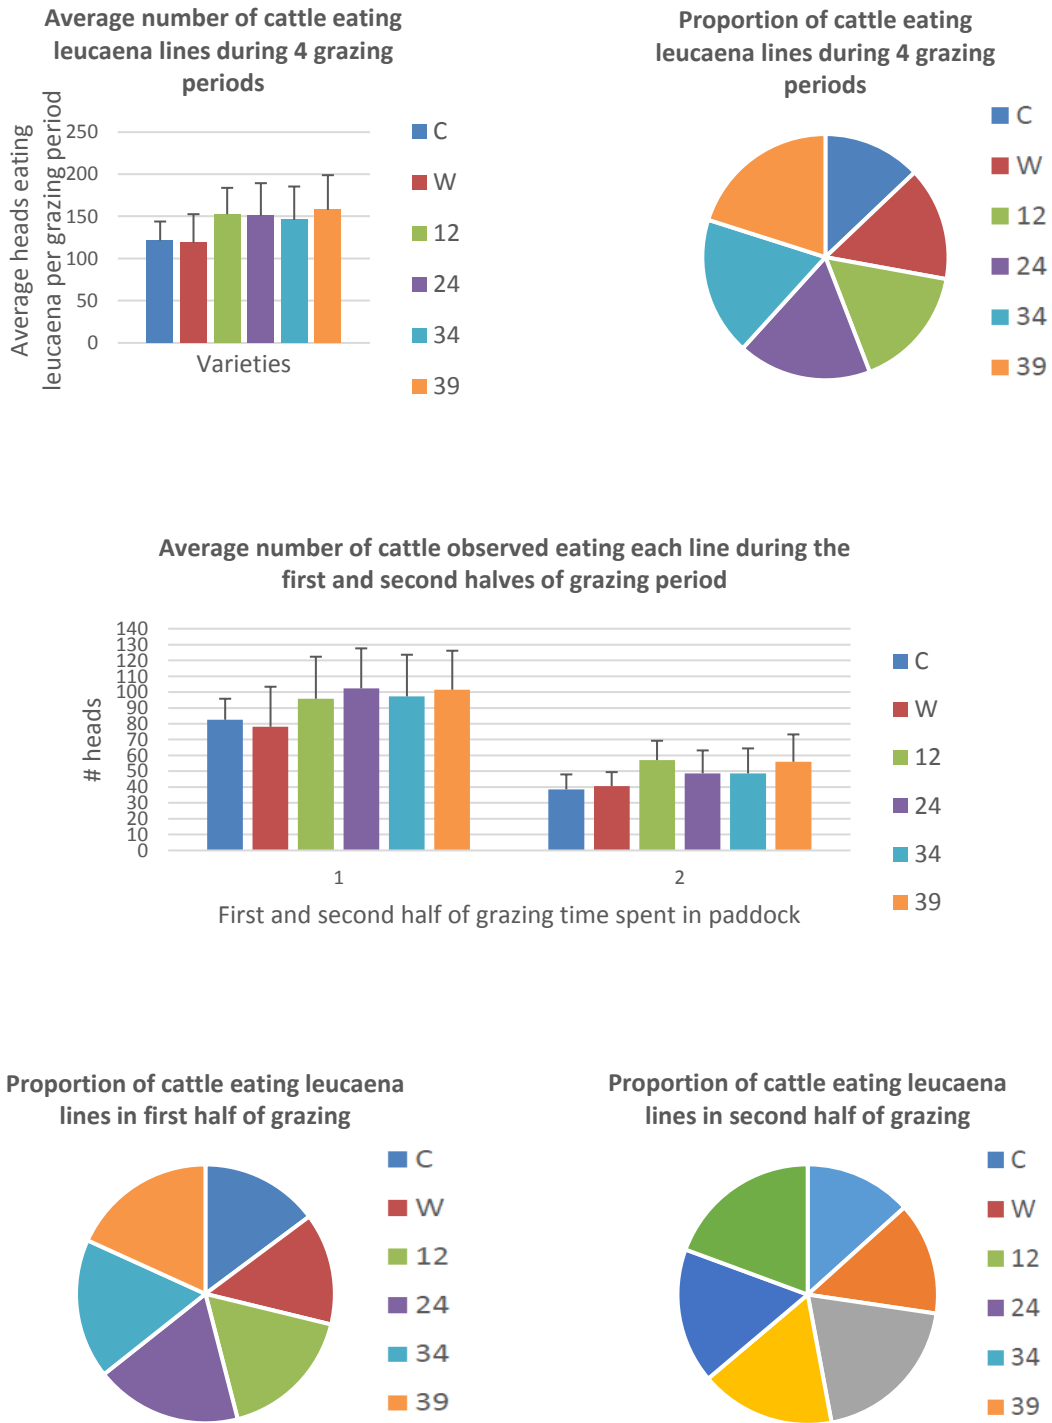 Average number of cattle eating
leucaena lines during 4 grazing
periods
Average heads eating
leucaena per grazing period
250
200
150
100
50
0
Varieties
C
W
12
24
34
39
Proportion of cattle eating
leucaena lines during 4 grazing
periods
C
W
12
24
34
39
Average number of cattle observed eating each line during the
first and second halves of grazing period
# heads
140
130
120
110
100
90
80
70
60
50
40
30
20
10
0
1
2
First and second half of grazing time spent in paddock
C
W
12
24
34
39
Proportion of cattle eating leucaena
lines in first half of grazing
C
W
12
24
34
39
Proportion of cattle eating leucaena
lines in second half of grazing
C
W
12
24
34
39